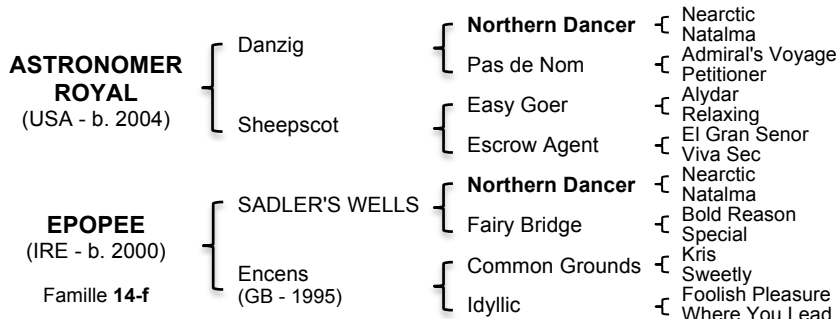 ASTRONOMER
ROYAL
(USA - b. 2004)
Danzig
Northern Dancer
Nearctic
Natalma
Pas de Nom
Admiral's Voyage
Petitioner
Sheepscot
Easy Goer
Alydar
Relaxing
Escrow Agent
El Gran Senor
Viva Sec
EPOPEE
(IRE - b. 2000)
Famille 14-f
SADLER'S WELLS
Northern Dancer
Nearctic
Natalma
Fairy Bridge
Bold Reason
Special
Encens
(GB - 1995)
Common Grounds
Kris
Sweetly
Idyllic
Foolish Pleasure
Where You Lead